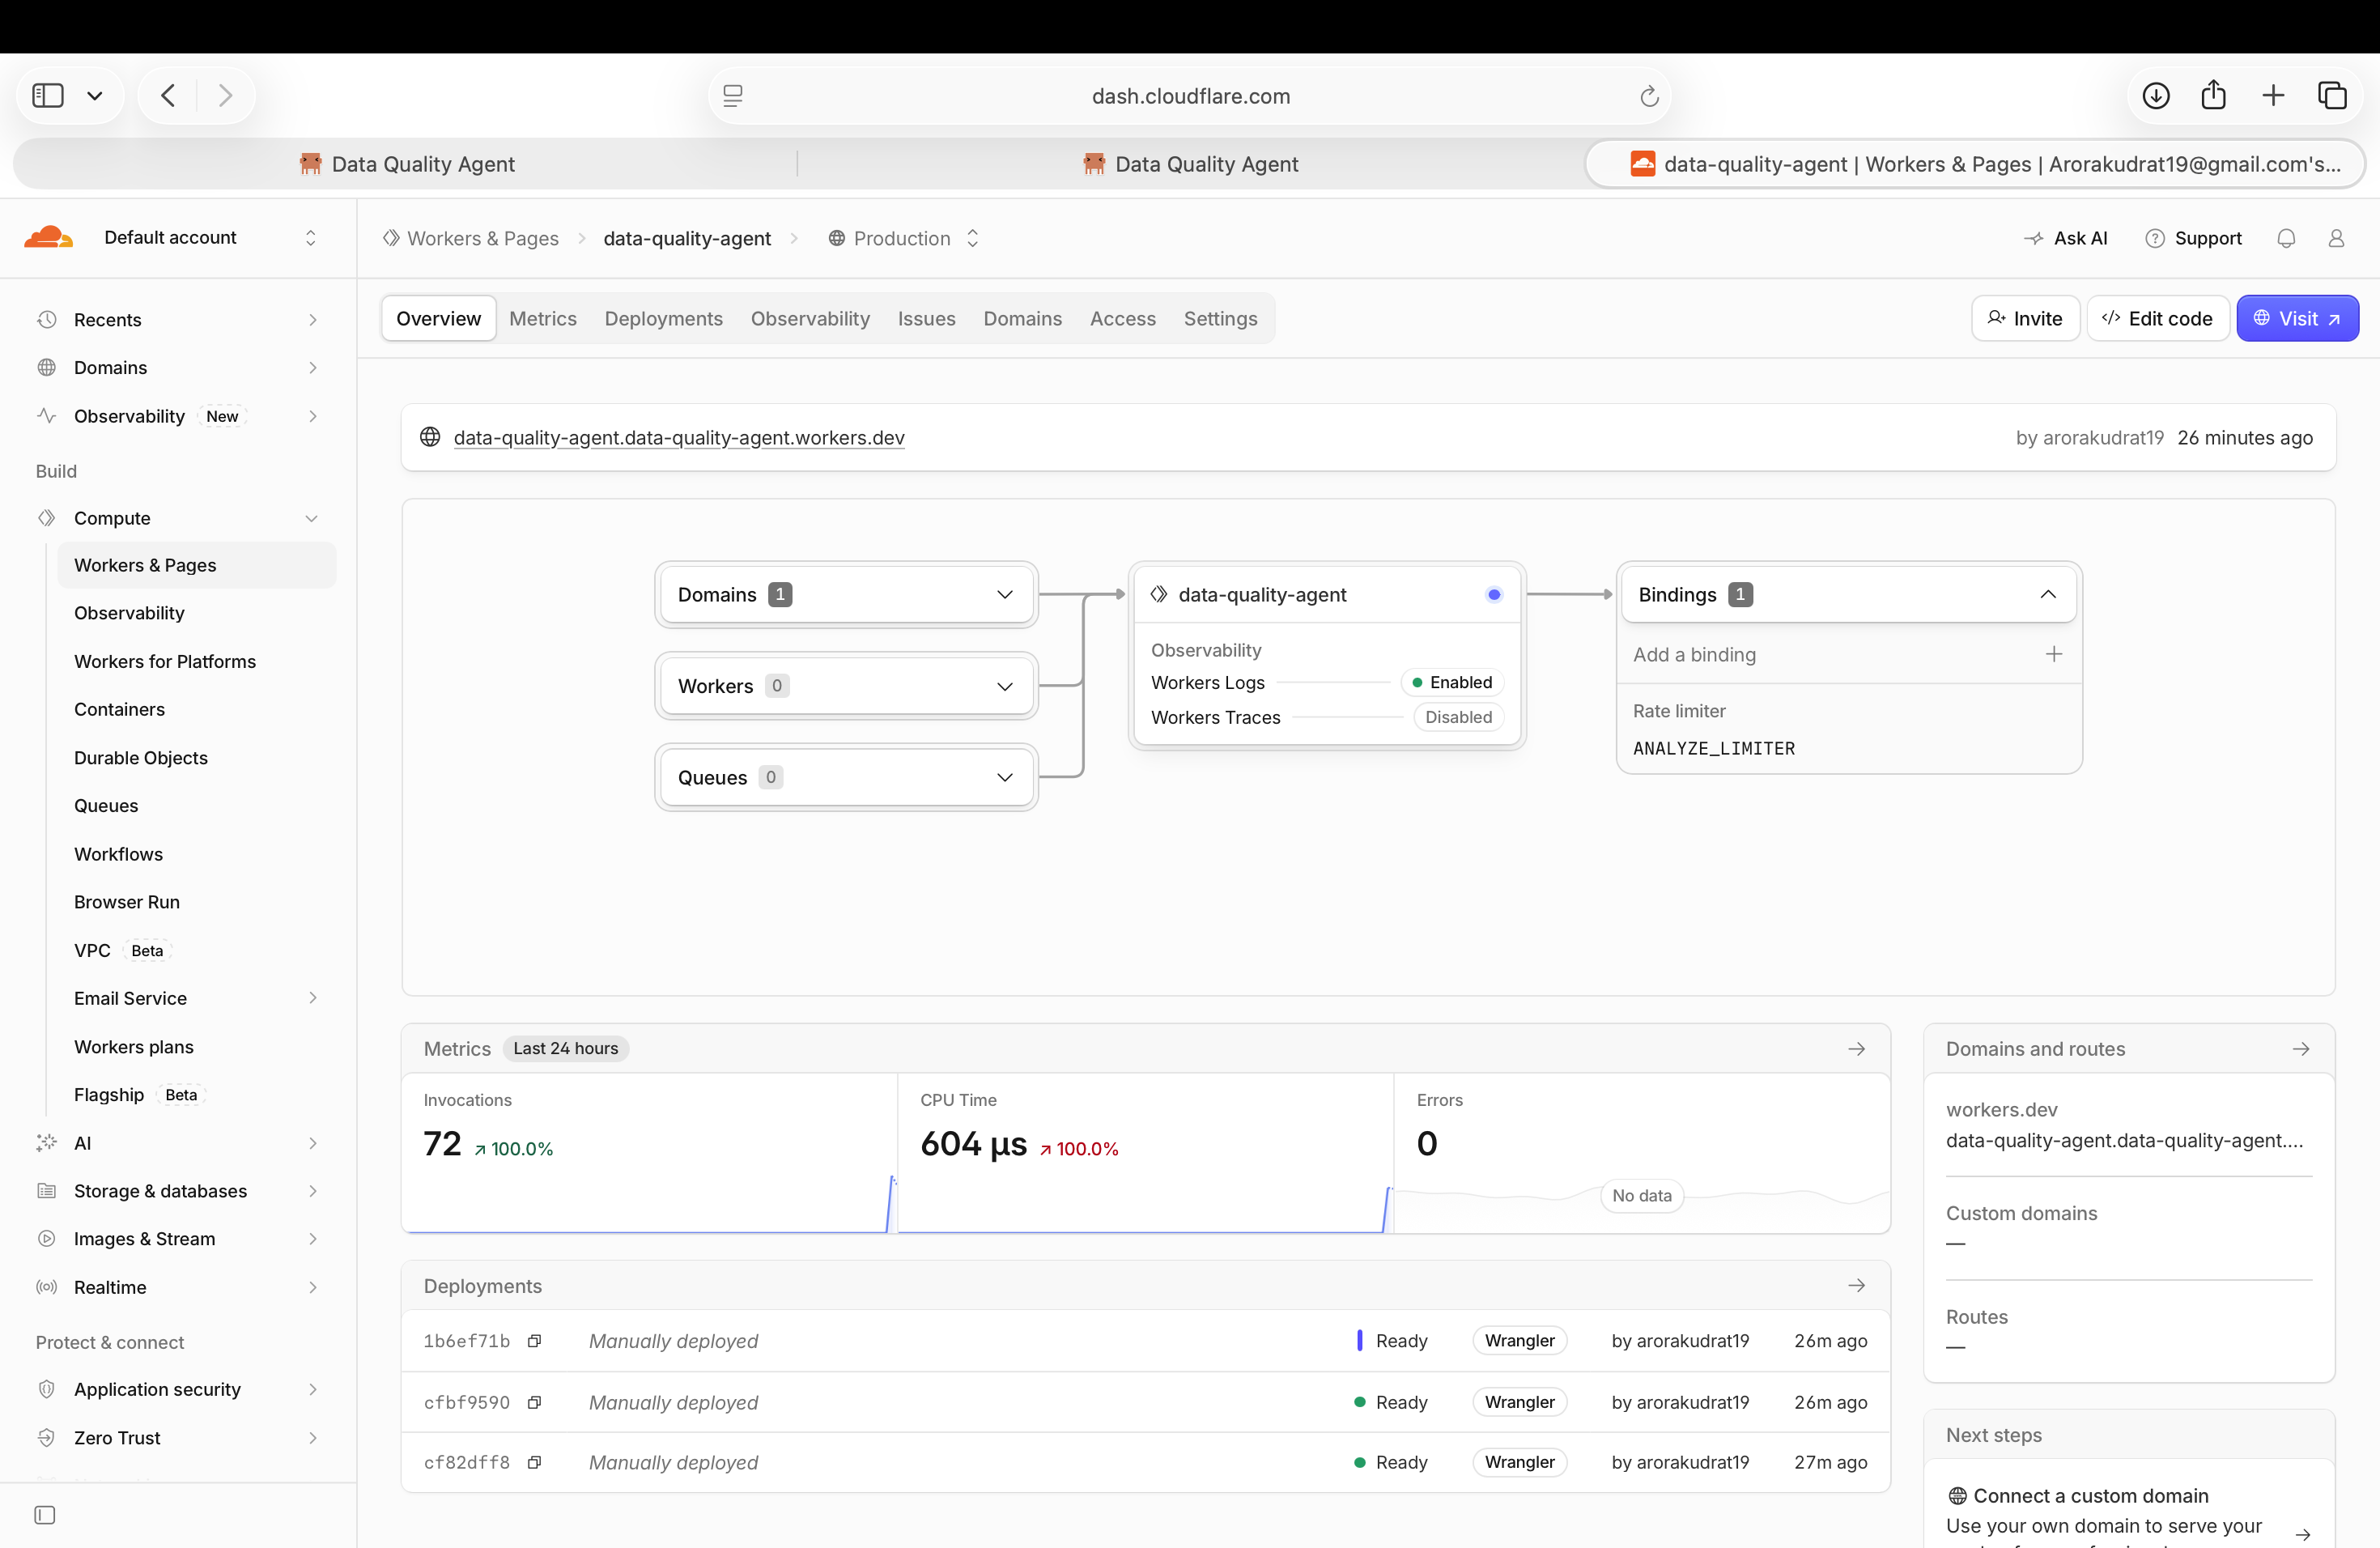 dash.cloudflare.com
Data Quality Agent
Data Quality Agent
data-quality-agent | Workers & Pages | Arorakudrat19@gmail.com's...
Default account
Workers & Pages
data-quality-agent
Production
Ask AI
Support
Recents
Domains
Observability New
Build
Compute
Workers & Pages
Observability
Workers for Platforms
Containers
Durable Objects
Queues
Workflows
Browser Run
VPC Beta
Email Service
Workers plans
Flagship Beta
AI
Storage & databases
Images & Stream
Realtime
Protect & connect
Application security
Zero Trust
Overview
Metrics
Deployments
Observability
Issues
Domains
Access
Settings
Invite
Edit code
Visit
data-quality-agent.data-quality-agent.workers.dev
by arorakudrat19 26 minutes ago
Domains 1
Workers 0
Queues 0
data-quality-agent
Observability
Workers Logs Enabled
Workers Traces Disabled
Bindings 1
Add a binding
Rate limiter
ANALYZE_LIMITER
Metrics Last 24 hours
Invocations
72 100.0%
CPU Time
604 µs 100.0%
Errors
0
No data
Deployments
1b6ef71b Manually deployed Ready Wrangler by arorakudrat19 26m ago
cfbf9590 Manually deployed Ready Wrangler by arorakudrat19 26m ago
cf82dff8 Manually deployed Ready Wrangler by arorakudrat19 27m ago
Domains and routes
workers.dev
data-quality-agent.data-quality-agent....
Custom domains
—
Routes
—
Next steps
Connect a custom domain
Use your own domain to serve your